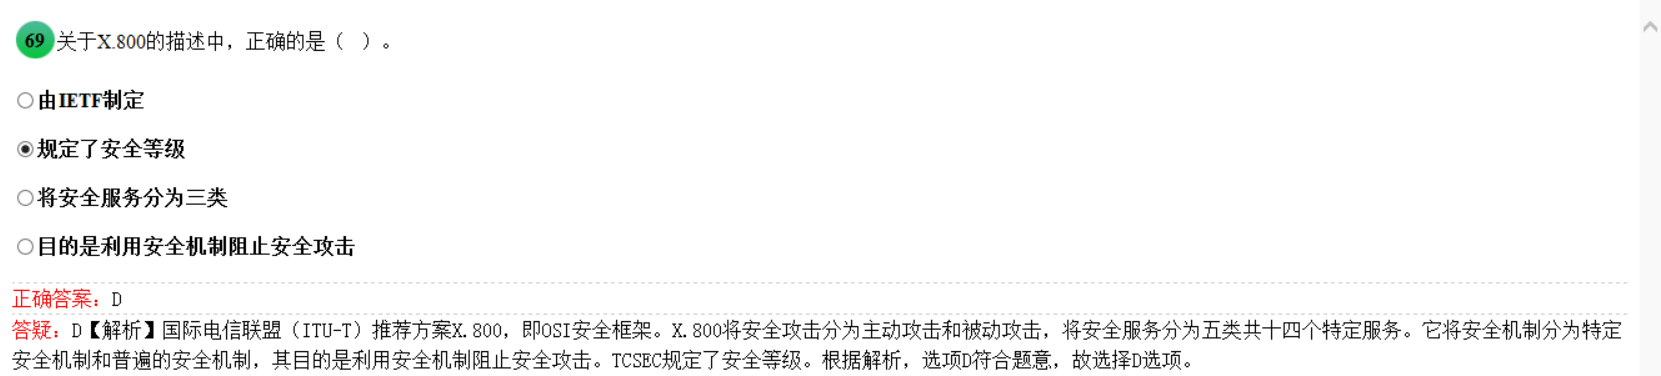 69 关于X.800的描述中，正确的是（ ）。
由IETF制定
规定了安全等级
将安全服务分为三类
目的是利用安全机制阻止安全攻击
正确答案：D
答疑：D【解析】国际电信联盟（ITU-T）推荐方案X.800，即OSI安全框架。X.800将安全攻击分为主动攻击和被动攻击，将安全服务分为五类共十四个特定服务。它将安全机制分为特定
安全机制和普遍的安全机制，其目的是利用安全机制阻止安全攻击。TCSEC规定了安全等级。根据解析，选项D符合题意，故选择D选项。